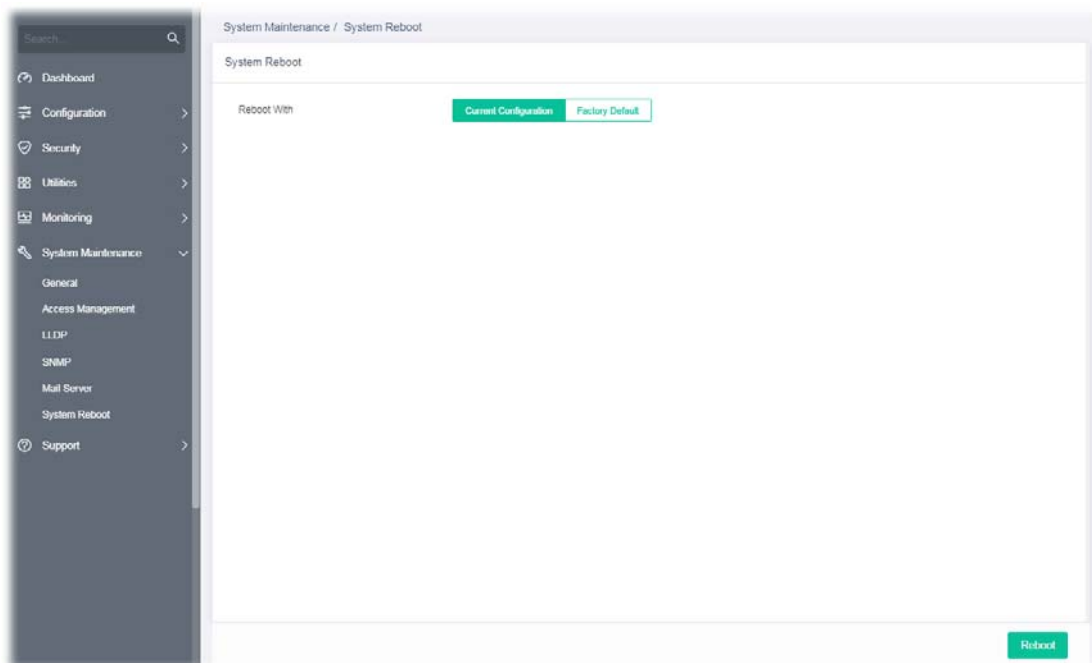 Search...
Dashboard
Configuration
Security
Utilities
Monitoring
System Maintenance
General
Access Management
LLDP
SNMP
Mail Server
System Reboot
Support
System Maintenance / System Reboot
System Reboot
Reboot With
Current Configuration
Factory Default
Reboot